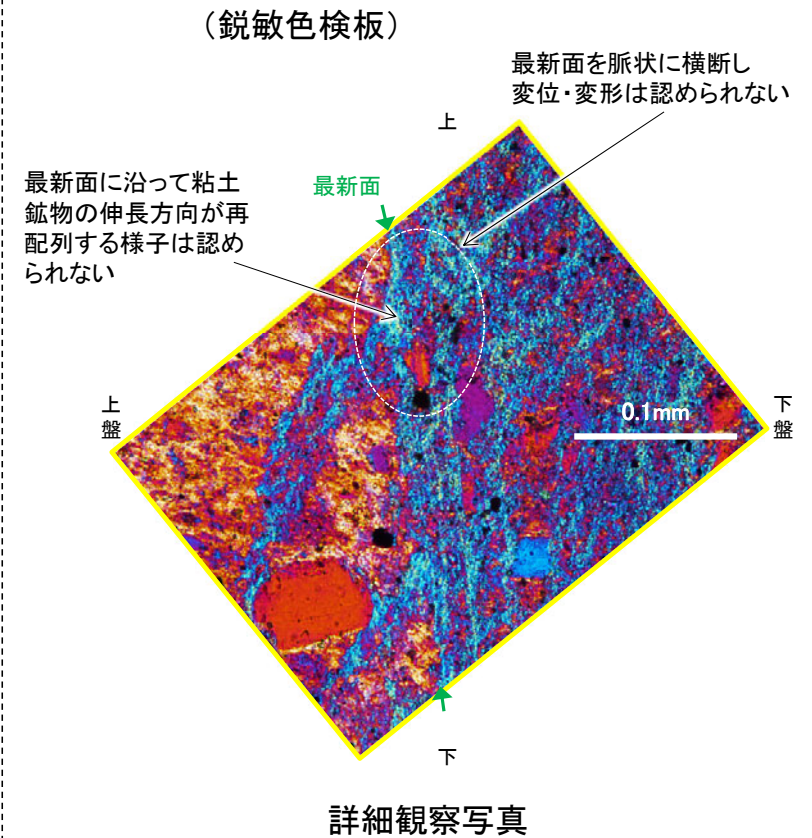 （鋭敏色検板）
最新面を脈状に横断し
変位・変形は認められない
上
最新面に沿って粘土
鉱物の伸長方向が再
配列する様子は認め
られない
最新面
上盤
下盤
0.1mm
下
詳細観察写真